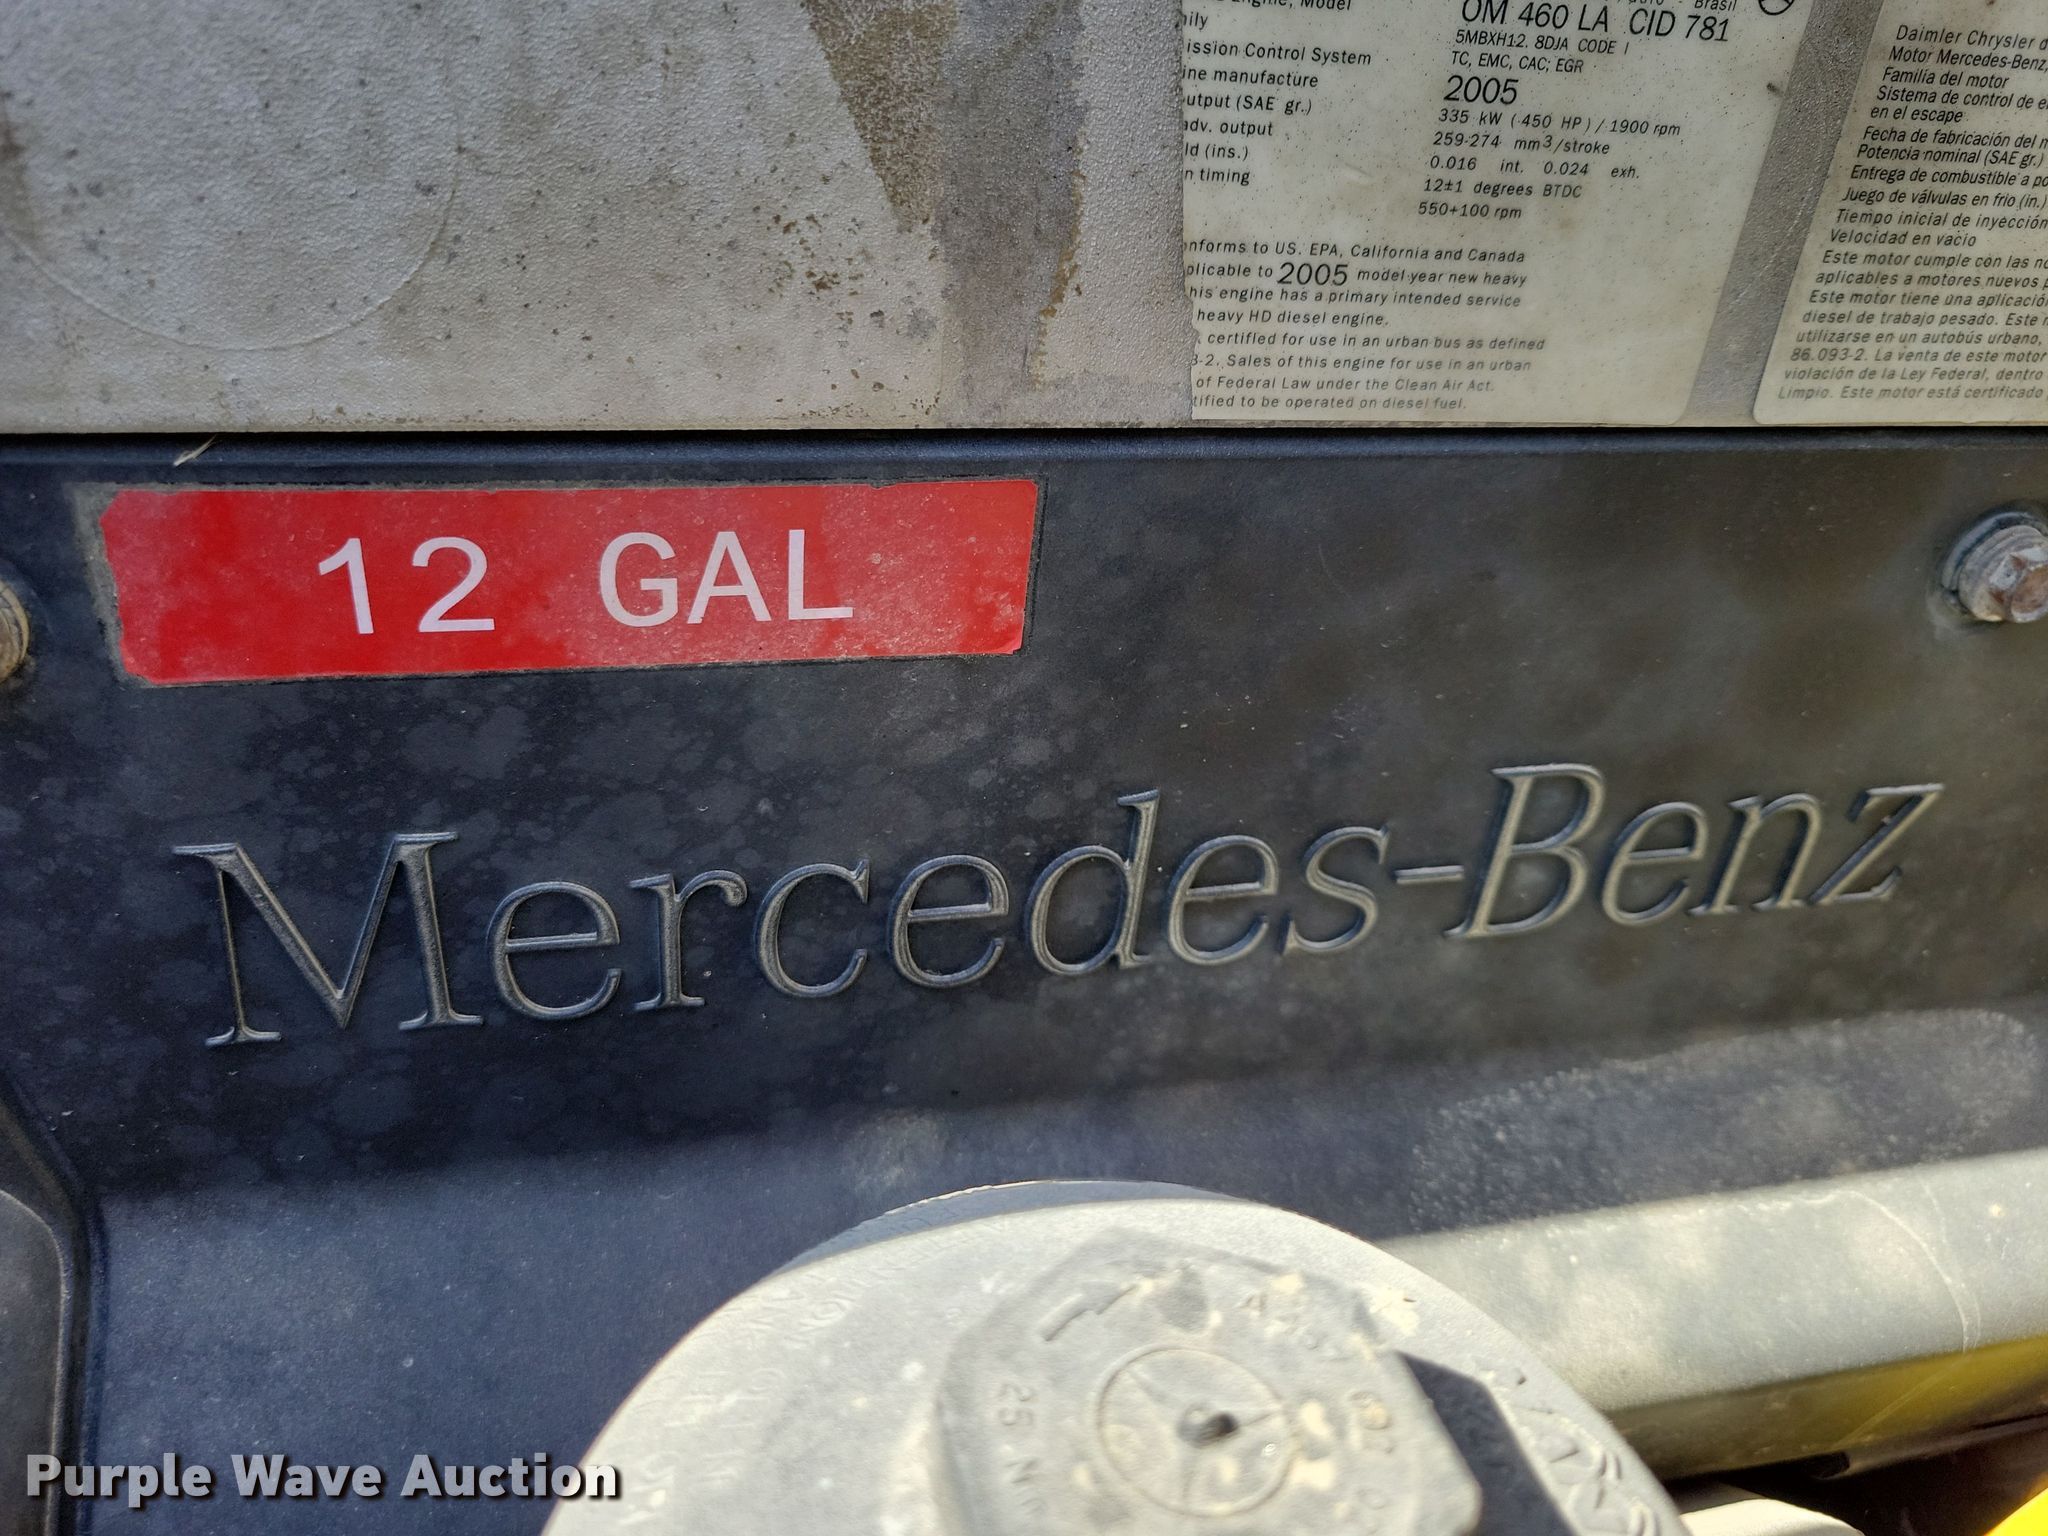 Brasil
Engine, Model OM 460 LA CID 781
5MBXH12. 8DJA CODE I
ission Control System TC, EMC, CAC; EGR
ine manufacture 2005
utput (SAE gr.) 335 kW (450 HP) / 1900 rpm
adv. output 259-274 mm3/stroke
ld (ins.) 0.016 int. 0.024 exh.
n timing 12±1 degrees BTDC
550+100 rpm
nforms to US. EPA, California and Canada
plicable to 2005 model year new heavy
his engine has a primary intended service
heavy HD diesel engine.
certified for use in an urban bus as defined
3-2. Sales of this engine for use in an urban
of Federal Law under the Clean Air Act.
tified to be operated on diesel fuel.
Daimler Chrysler d
Motor Mercedes-Benz,
Familia del motor
Sistema de control de e
en el escape
Fecha de fabricación del m
Potencia nominal (SAE gr.)
Entrega de combustible a po
Juego de válvulas en frio (in.)
Tiempo inicial de inyección
Velocidad en vacio
Este motor cumple con las no
aplicables a motores nuevos p
Este motor tiene una aplicació
diesel de trabajo pesado. Este
utilizarse en un autobús urbano,
86.093-2. La venta de este motor
violación de la Ley Federal, dentro
Limpio. Este motor está certificado
12 GAL
Mercedes-Benz
25 N
Purple Wave Auction